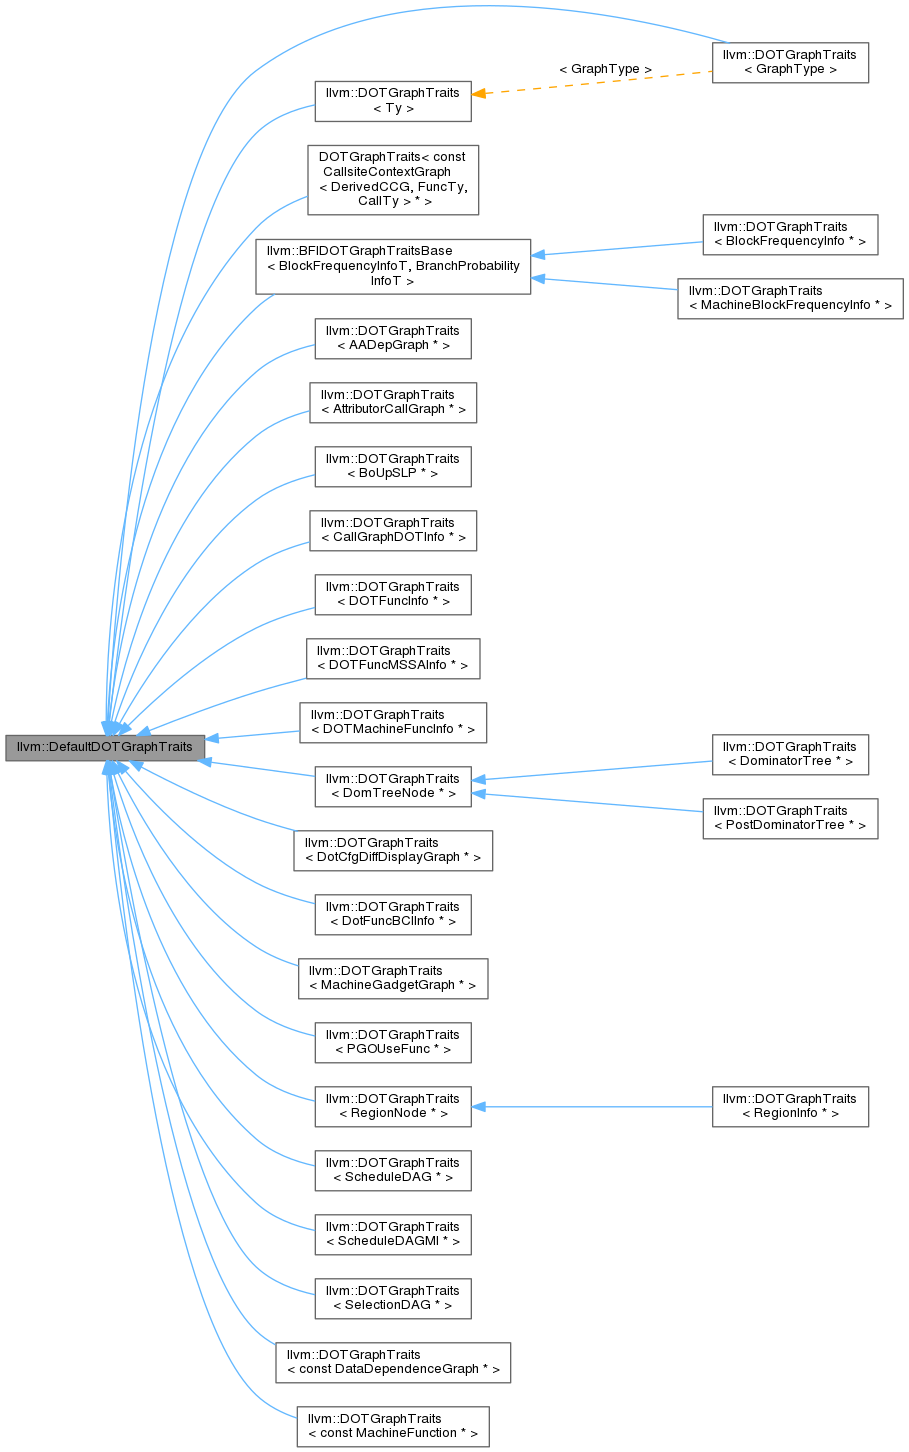 llvm::DOTGraphTraits
< GraphType >
< GraphType >
llvm::DOTGraphTraits
< Ty >
DOTGraphTraits< const
CallsiteContextGraph
< DerivedCCG, FuncTy,
CallTy > * >
llvm::BFIDOTGraphTraitsBase
< BlockFrequencyInfoT, BranchProbability
InfoT >
llvm::DOTGraphTraits
< BlockFrequencyInfo * >
llvm::DOTGraphTraits
< MachineBlockFrequencyInfo * >
llvm::DOTGraphTraits
< AADepGraph * >
llvm::DOTGraphTraits
< AttributorCallGraph * >
llvm::DOTGraphTraits
< BoUpSLP * >
llvm::DOTGraphTraits
< CallGraphDOTInfo * >
llvm::DOTGraphTraits
< DOTFuncInfo * >
llvm::DOTGraphTraits
< DOTFuncMSSAInfo * >
llvm::DOTGraphTraits
< DOTMachineFuncInfo * >
llvm::DefaultDOTGraphTraits
llvm::DOTGraphTraits
< DomTreeNode * >
llvm::DOTGraphTraits
< DominatorTree * >
llvm::DOTGraphTraits
< PostDominatorTree * >
llvm::DOTGraphTraits
< DotCfgDiffDisplayGraph * >
llvm::DOTGraphTraits
< DotFuncBCIInfo * >
llvm::DOTGraphTraits
< MachineGadgetGraph * >
llvm::DOTGraphTraits
< PGOUseFunc * >
llvm::DOTGraphTraits
< RegionNode * >
llvm::DOTGraphTraits
< RegionInfo * >
llvm::DOTGraphTraits
< ScheduleDAG * >
llvm::DOTGraphTraits
< ScheduleDAGMI * >
llvm::DOTGraphTraits
< SelectionDAG * >
llvm::DOTGraphTraits
< const DataDependenceGraph * >
llvm::DOTGraphTraits
< const MachineFunction * >